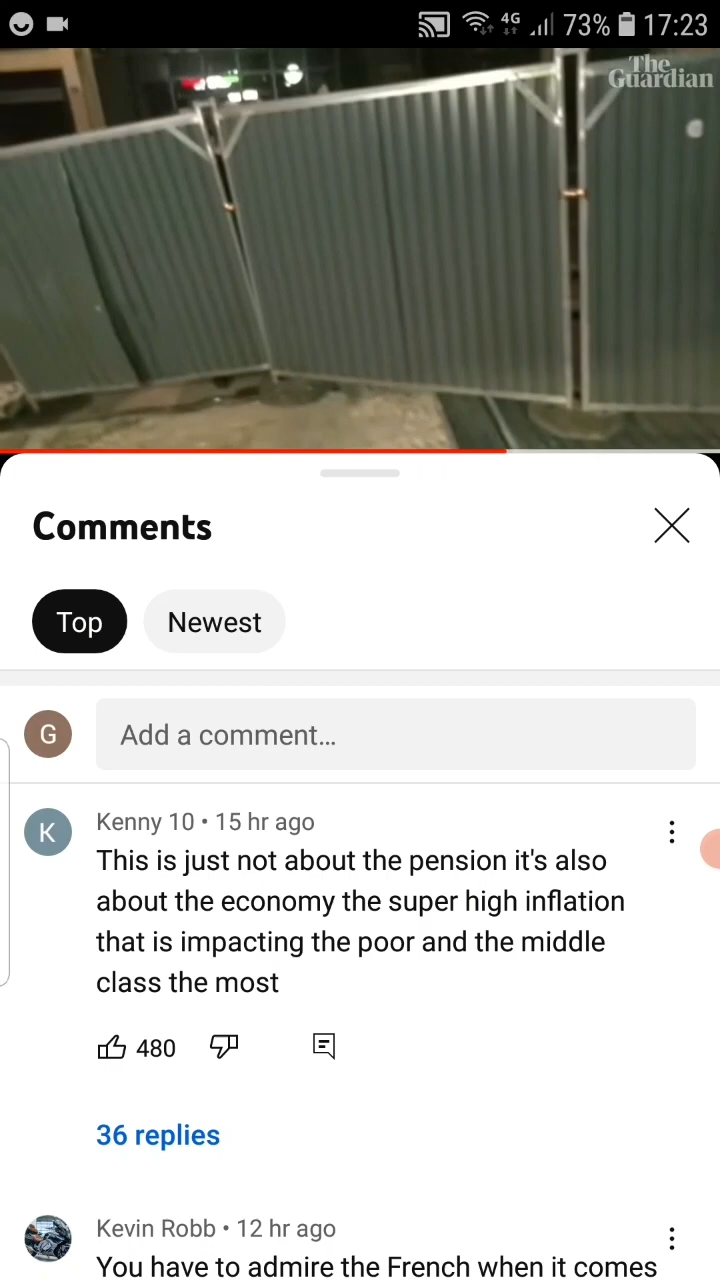 4G 73% 17:23
The
Guardian
Comments
Top Newest
G Add a comment...
K Kenny 10 • 15 hr ago
This is just not about the pension it's also
about the economy the super high inflation
that is impacting the poor and the middle
class the most
480
36 replies
Kevin Robb • 12 hr ago
You have to admire the French when it comes